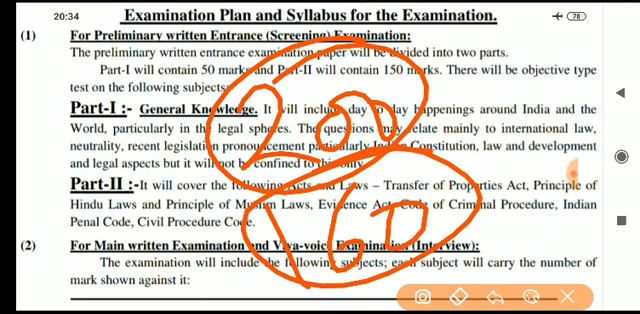 20:34
78
Examination Plan and Syllabus for the Examination.
(1) For Preliminary written Entrance (Screening) Examination:
The preliminary written entrance examination paper will be divided into two parts.
Part-I will contain 50 marks and Part-II will contain 150 marks. There will be objective type
test on the following subjects
Part-I :- General Knowledge. It will include day to day happenings around India and the
World, particularly in the legal spheres. The questions may relate mainly to international law,
neutrality, recent legislation pronouncement particularly Indian Constitution, law and development
and legal aspects but it will not be confined to this only.
Part-II :-It will cover the following Acts and Laws – Transfer of Properties Act, Principle of
Hindu Laws and Principle of Muslim Laws, Evidence Act, Code of Criminal Procedure, Indian
Penal Code, Civil Procedure Code.
(2) For Main written Examination and Viva-voice Examination (Interview):
The examination will include the following subjects; each subject will carry the number of
mark shown against it:
200
160